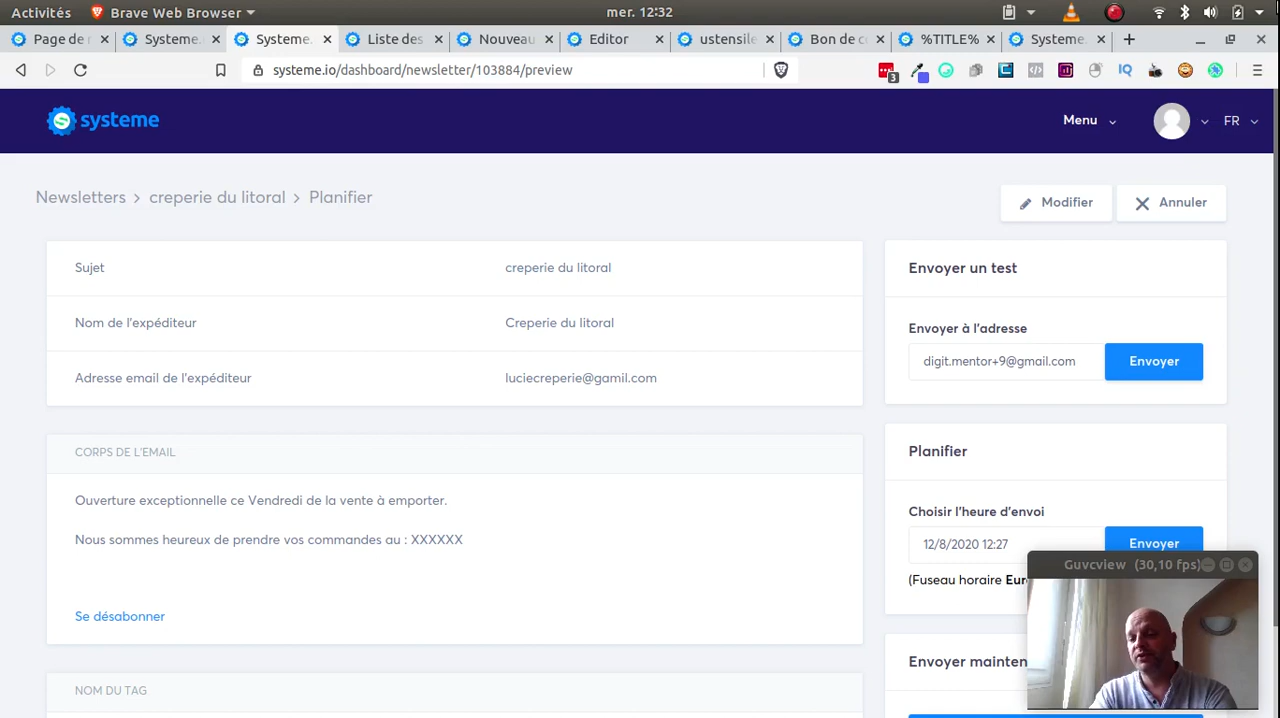 Activités Brave Web Browser mer. 12:32
Page de r Systeme. Systeme. Liste des Nouveau Editor ustensile Bon de c %TITLE% Systeme.
systeme.io/dashboard/newsletter/103884/preview 3 IQ
systeme Menu FR
Newsletters > creperie du litoral > Planifier Modifier Annuler
Sujet creperie du litoral
Nom de l'expéditeur Creperie du litoral
Adresse email de l'expéditeur luciecreperie@gamil.com
CORPS DE L'EMAIL
Ouverture exceptionnelle ce Vendredi de la vente à emporter.
Nous sommes heureux de prendre vos commandes au : XXXXXX
Se désabonner
NOM DU TAG
Envoyer un test
Envoyer à l'adresse
digit.mentor+9@gmail.com Envoyer
Planifier
Choisir l'heure d'envoi
12/8/2020 12:27 Envoyer
(Fuseau horaire
Envoyer
Guvcview (30,10 fps)